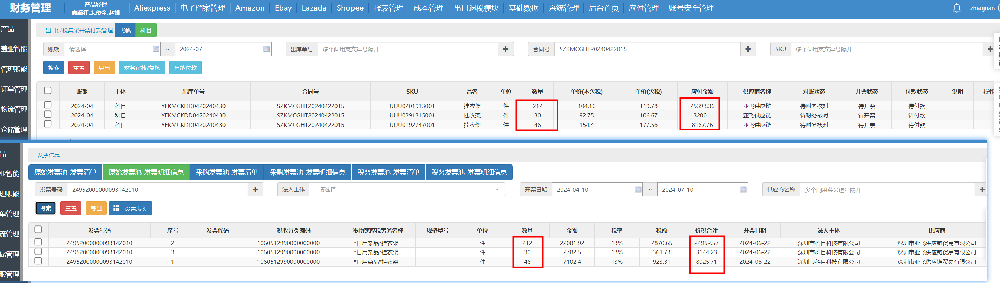 财务管理
产品经理
廖颖红,朱俊全,赵娟
Aliexpress 电子档案管理 Amazon Ebay Lazada Shopee 报表管理 成本管理 出口退税模块 基础数据 系统管理 后台首页 应付管理 账号安全管理
zhaojuan
产品
盖亚智能
管理职能
订单管理
物流管理
仓储管理
出口退税集采开票付款管理 飞帆 科目
账期 请选择 ~ 2024-07 出库单号 多个间用英文逗号隔开 合同号 SZKMCGHT20240422015 SKU 多个间用英文逗号隔开
搜索 重置 导出 财务审核/复核 出纳付款
账期 主体 出库单号 合同号 SKU 品名 单位 数量 单价(不含税) 单价(含税) 应付金额 供应商名称 对账状态 开票状态 付款状态 说明 操作
2024-04 科目 YFKMCKDD0420240430 SZKMCGHT20240422015 UUU0201913001 挂衣架 件 212 104.16 119.78 25393.36 亚飞供应链 待财务核对 待开票 待付款
2024-04 科目 YFKMCKDD0420240430 SZKMCGHT20240422015 UUU0291315001 挂衣架 件 30 92.75 106.67 3200.1 亚飞供应链 待财务核对 待开票 待付款
2024-04 科目 YFKMCKDD0420240430 SZKMCGHT20240422015 UUU0192747001 挂衣架 件 46 154.4 177.56 8167.76 亚飞供应链 待财务核对 待开票 待付款
品
亚智能
理职能
单管理
流管理
储管理
服管理
发票信息
原始发票池-发票清单 原始发票池-发票明细信息 采购发票池-发票清单 采购发票池-发票明细信息 税务发票池-发票清单 税务发票池-发票明细信息
发票号码 24952000000093142010 法人主体 --请选择-- 开票日期 2024-04-10 ~ 2024-07-10 供应商名称 多个间用英文逗号隔开
搜索 重置 导出 设置表头
发票号码 序号 发票代码 税收分类编码 货物或应税劳务名称 规格型号 单位 数量 金额 税率 税额 价税合计 开票日期 法人主体 供应商
24952000000093142010 2 1060512990000000000 *日用杂品*挂衣架 件 212 22081.92 13% 2870.65 24952.57 2024-06-22 深圳市科目科技有限公司 深圳市亚飞供应链贸易有限公司
24952000000093142010 3 1060512990000000000 *日用杂品*挂衣架 件 30 2782.5 13% 361.73 3144.23 2024-06-22 深圳市科目科技有限公司 深圳市亚飞供应链贸易有限公司
24952000000093142010 1 1060512990000000000 *日用杂品*挂衣架 件 46 7102.4 13% 923.31 8025.71 2024-06-22 深圳市科目科技有限公司 深圳市亚飞供应链贸易有限公司